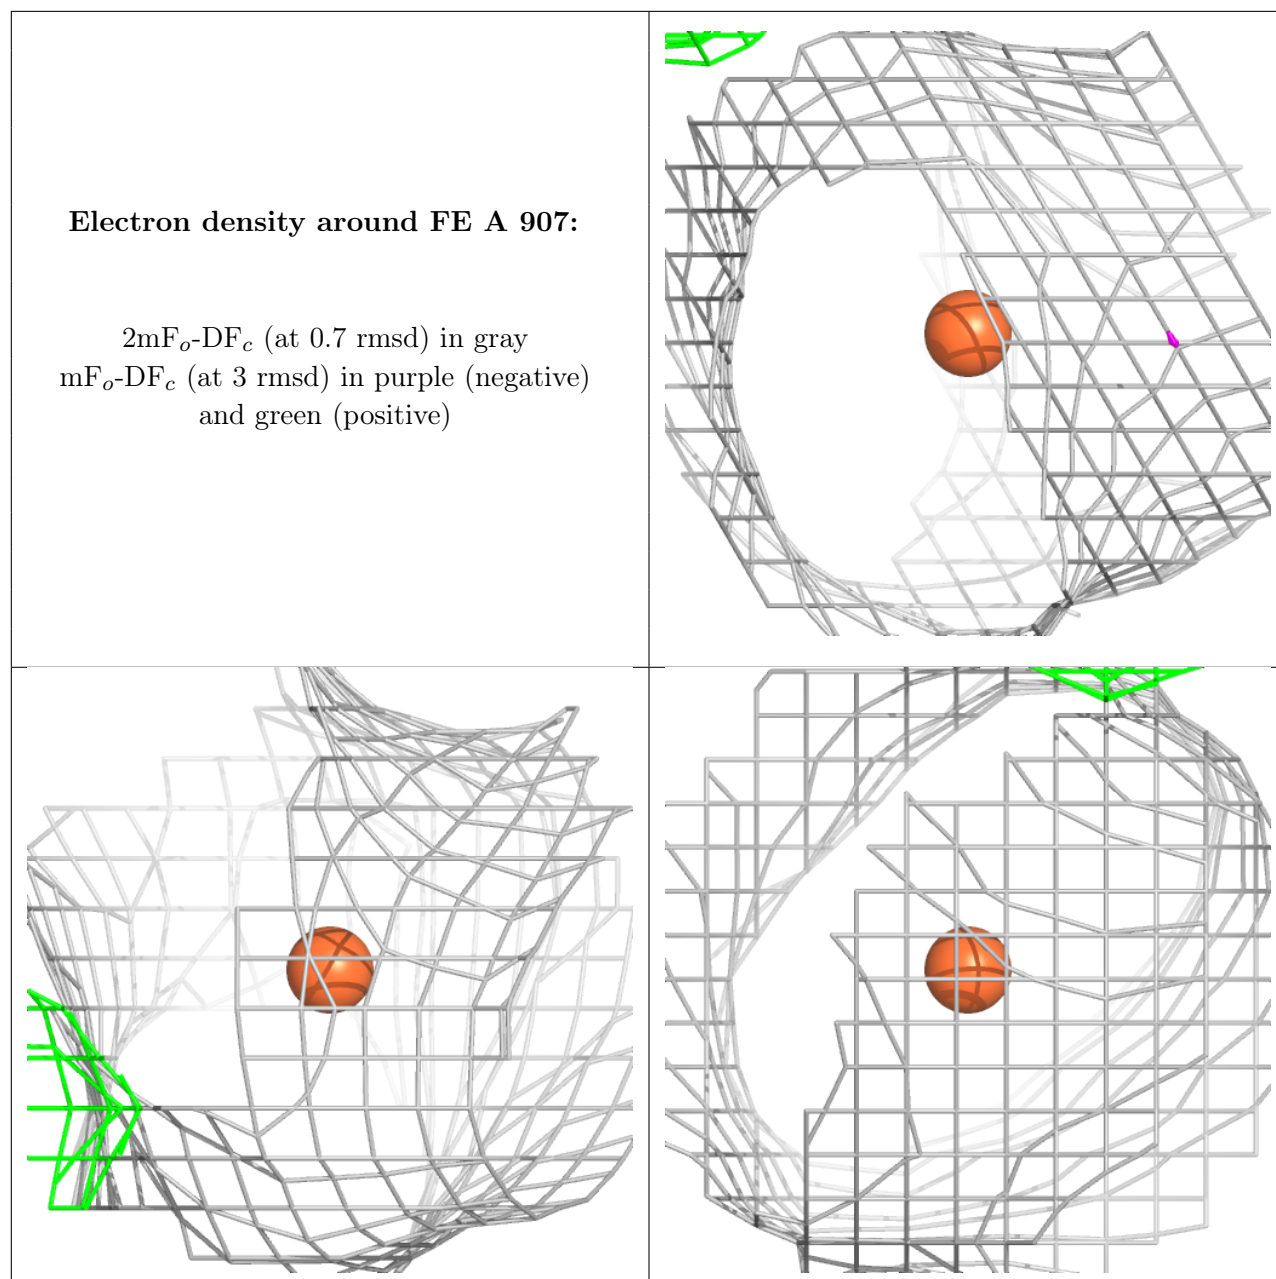 Electron density around FE A 907:
2mFo-DFc (at 0.7 rmsd) in gray
mFo-DFc (at 3 rmsd) in purple (negative)
and green (positive)